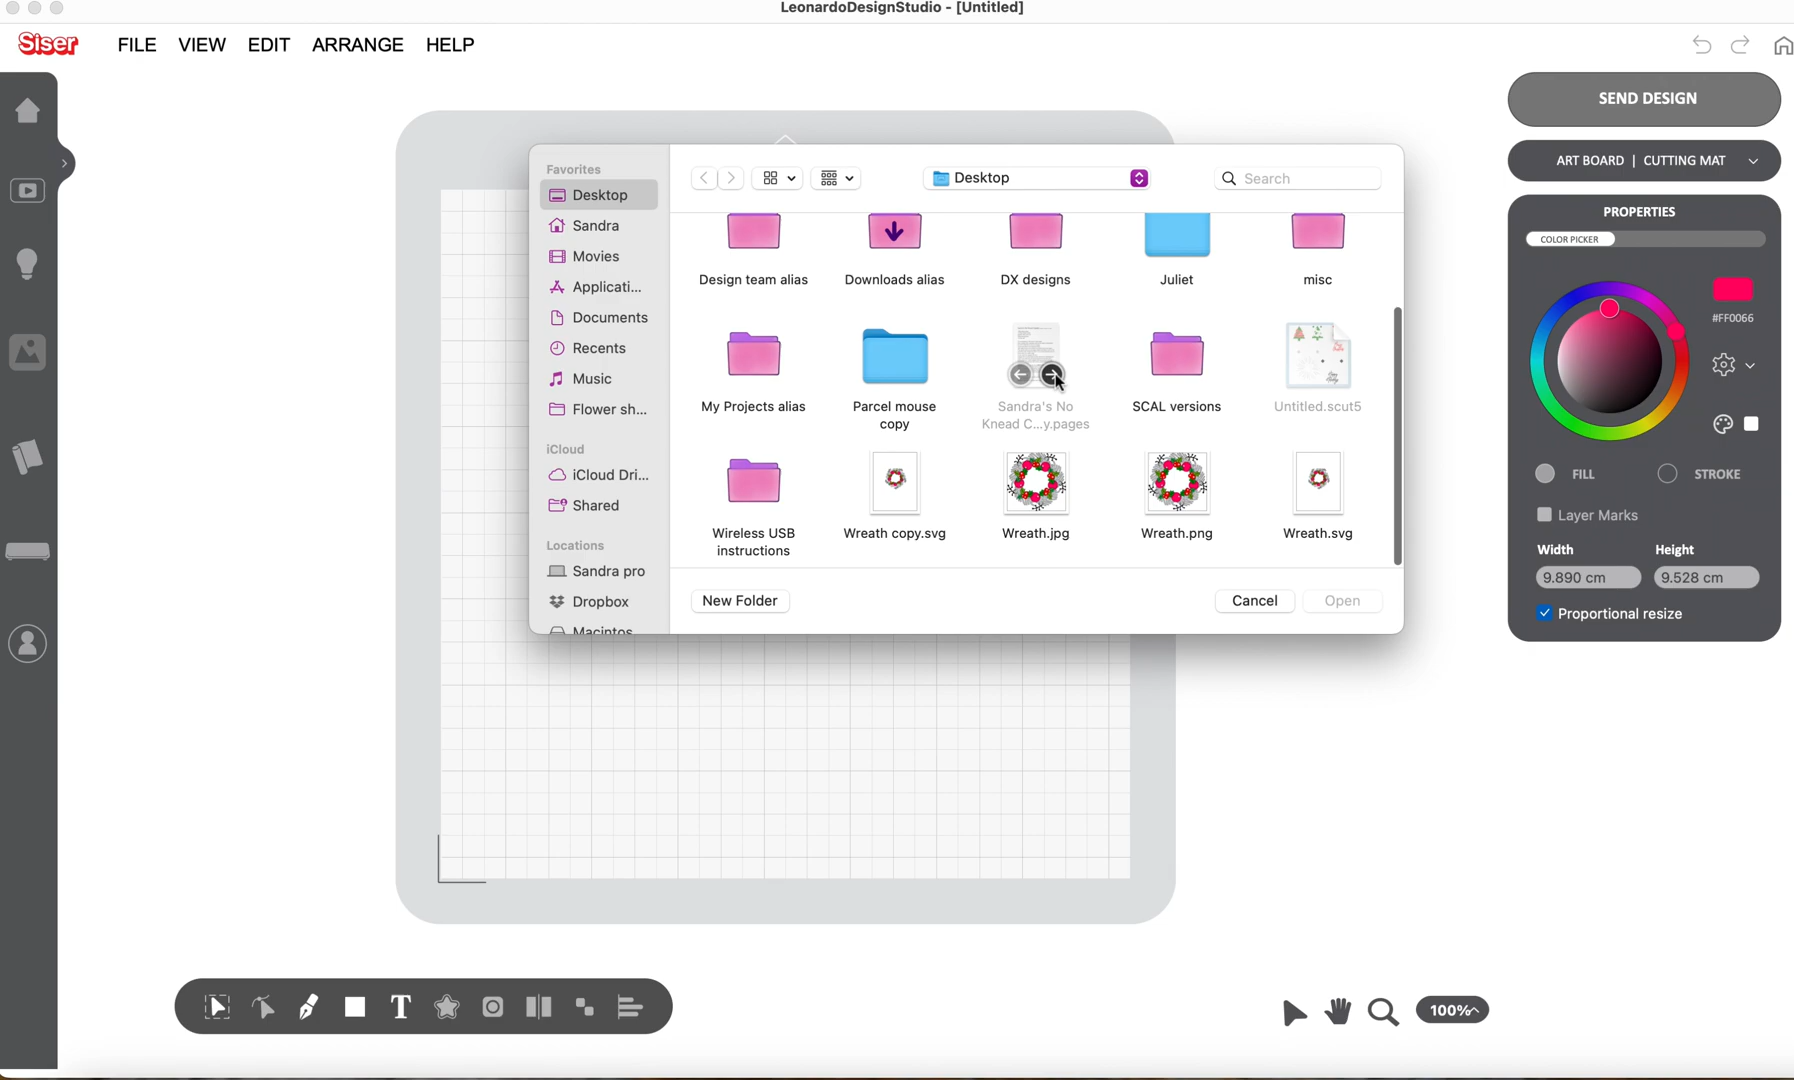 LeonardoDesignStudio - [Untitled]
Siser FILE VIEW EDIT ARRANGE HELP
SEND DESIGN
ART BOARD | CUTTING MAT
PROPERTIES
COLOR PICKER
#FF0066
FILL STROKE
Layer Marks
Width Height
9.890 cm 9.528 cm
Proportional resize
Favorites
Desktop
Sandra
Movies
Applicati...
Documents
Recents
Music
Flower sh...
iCloud
iCloud Dri...
Shared
Locations
Sandra pro
Dropbox
Macintos
Desktop
Search
Design team alias Downloads alias DX designs Juliet misc
My Projects alias Parcel mouse copy Sandra's No Knead C...y.pages SCAL versions Untitled.scut5
Wireless USB instructions Wreath copy.svg Wreath.jpg Wreath.png Wreath.svg
New Folder Cancel Open
T
100%